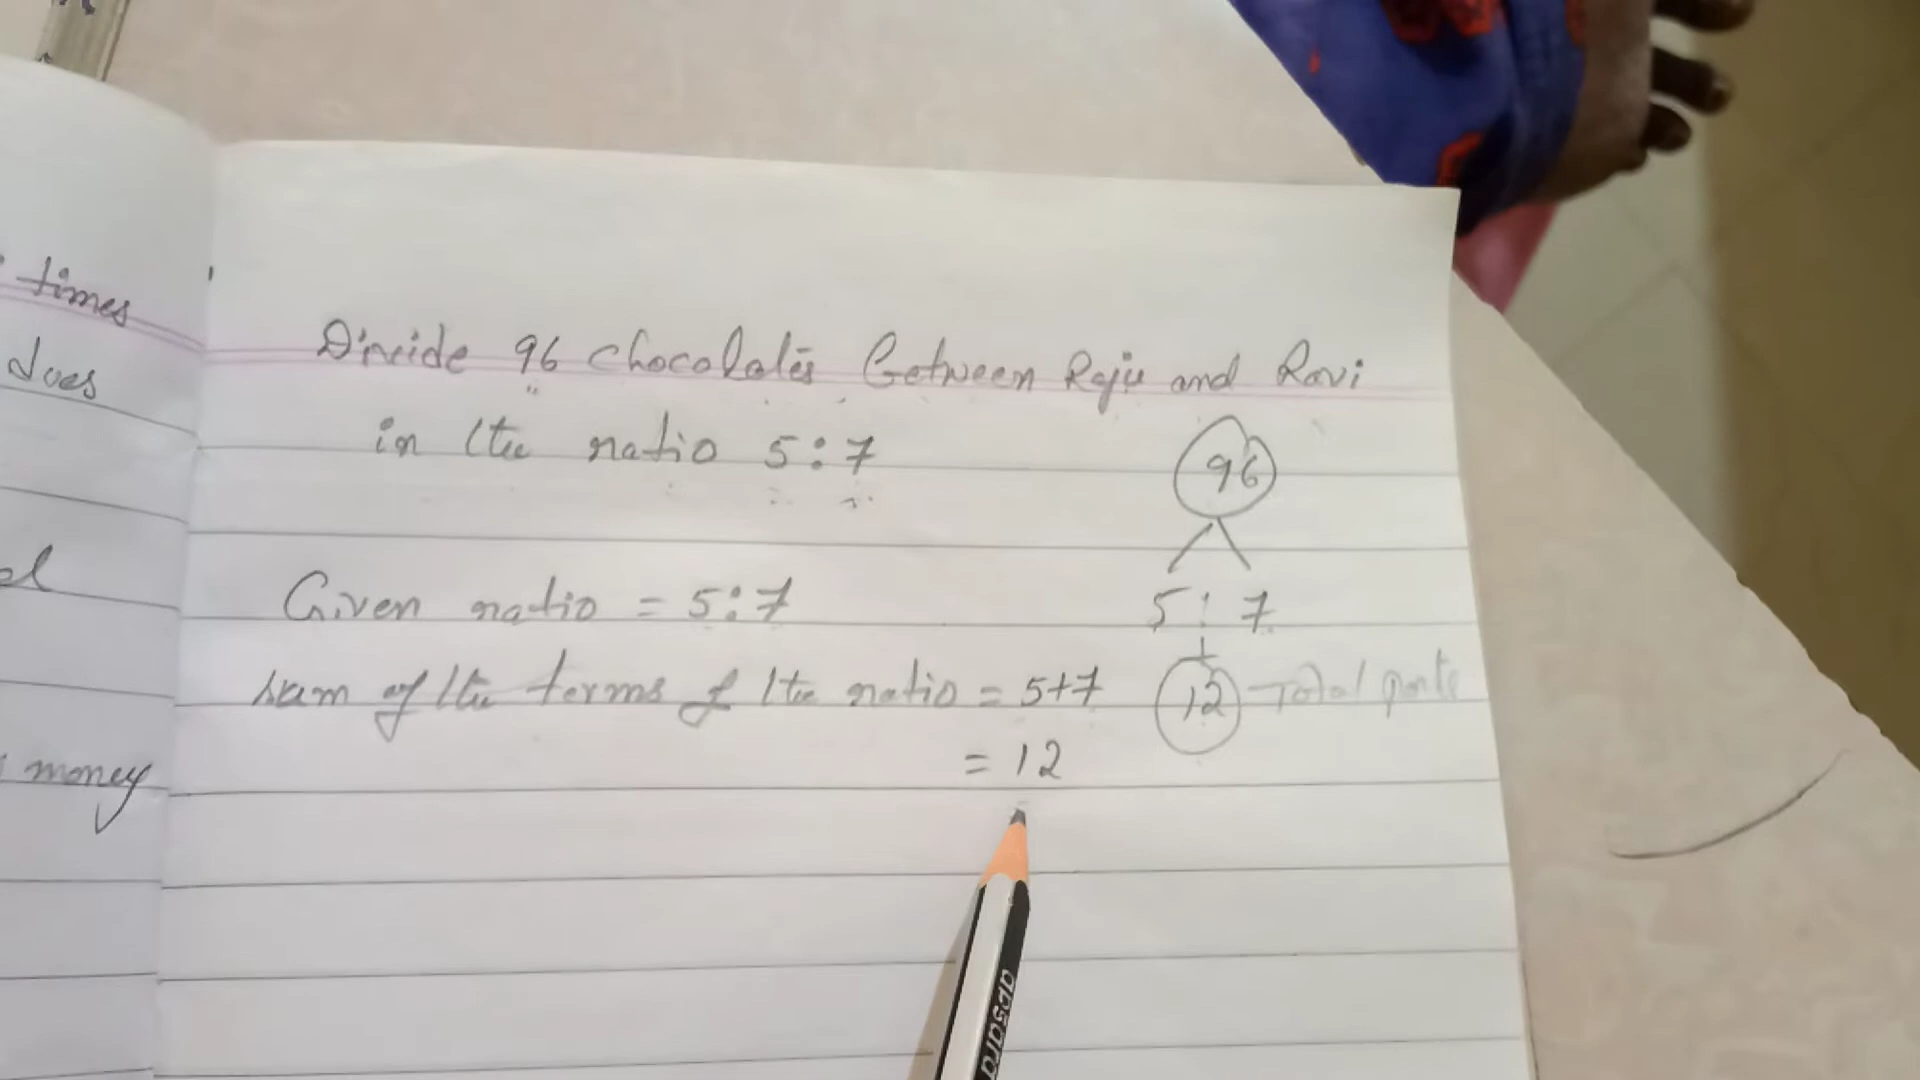 times
does
money
Divide 96 chocolates between Raju and Ravi
in the ratio 5:7
96
5 : 7
Given ratio = 5:7
sum of the terms of the ratio = 5+7
12 - Total parts
= 12
apsara